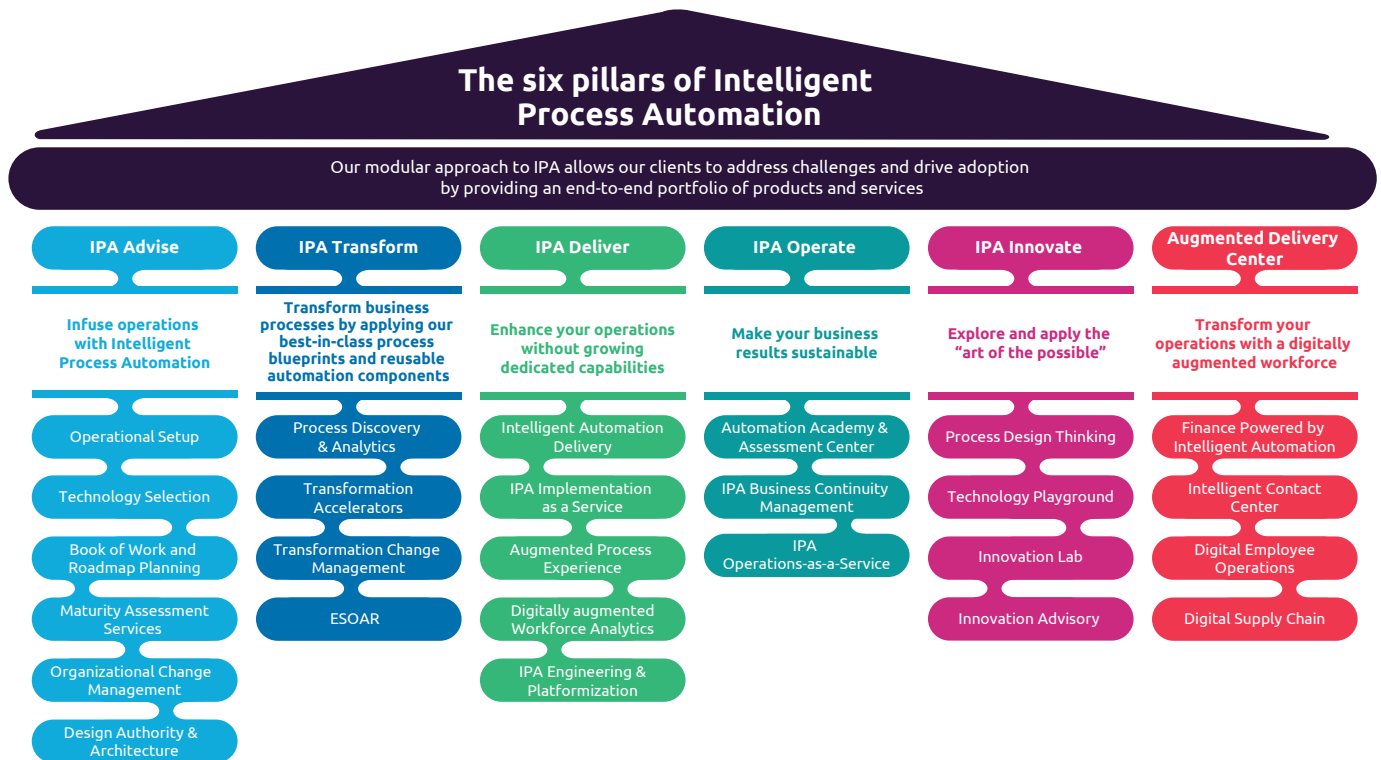 The six pillars of Intelligent
Process Automation
Our modular approach to IPA allows our clients to address challenges and drive adoption
by providing an end-to-end portfolio of products and services
IPA Advise
Infuse operations
with Intelligent
Process Automation
Operational Setup
Technology Selection
Book of Work and
Roadmap Planning
Maturity Assessment
Services
Organizational Change
Management
Design Authority &
Architecture
IPA Transform
Transform business
processes by applying our
best-in-class process
blueprints and reusable
automation components
Process Discovery
& Analytics
Transformation
Accelerators
Transformation Change
Management
ESOAR
IPA Deliver
Enhance your operations
without growing
dedicated capabilities
Intelligent Automation
Delivery
IPA Implementation
as a Service
Augmented Process
Experience
Digitally augmented
Workforce Analytics
IPA Engineering &
Platformization
IPA Operate
Make your business
results sustainable
Automation Academy &
Assessment Center
IPA Business Continuity
Management
IPA
Operations-as-a-Service
IPA Innovate
Explore and apply the
“art of the possible”
Process Design Thinking
Technology Playground
Innovation Lab
Innovation Advisory
Augmented Delivery
Center
Transform your
operations with a digitally
augmented workforce
Finance Powered by
Intelligent Automation
Intelligent Contact
Center
Digital Employee
Operations
Digital Supply Chain